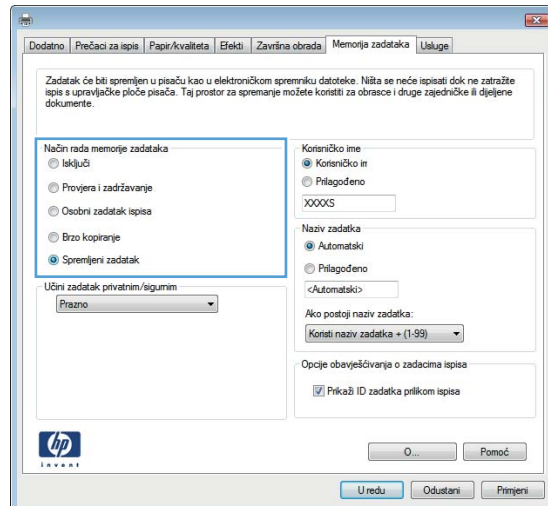 Dodatno Prečaci za ispis Papir/kvaliteta Efekti Završna obrada Memorija zadataka Usluge
Zadatak će biti spremljen u pisaču kao u elektroničkom spremniku datoteke. Ništa se neće ispisati dok ne zatražite
ispis s upravljačke ploče pisača. Taj prostor za spremanje možete koristiti za obrasce i druge zajedničke ili dijeljene
dokumente.
Način rada memorije zadataka
Isključi
Provjera i zadržavanje
Osobni zadatak ispisa
Brzo kopiranje
Spremljeni zadatak
Učini zadatak privatnim/sigurnim
Prazno
Korisničko ime
Korisničko im
Prilagođeno
XXXXS
Naziv zadatka
Automatski
Prilagođeno
<Automatski>
Ako postoji naziv zadatka:
Koristi naziv zadatka + (1-99)
Opcije obavješćivanja o zadacima ispisa
Prikaži ID zadatka prilikom ispisa
hp
invent
O...
Pomoć
U redu
Odustani
Primjeni